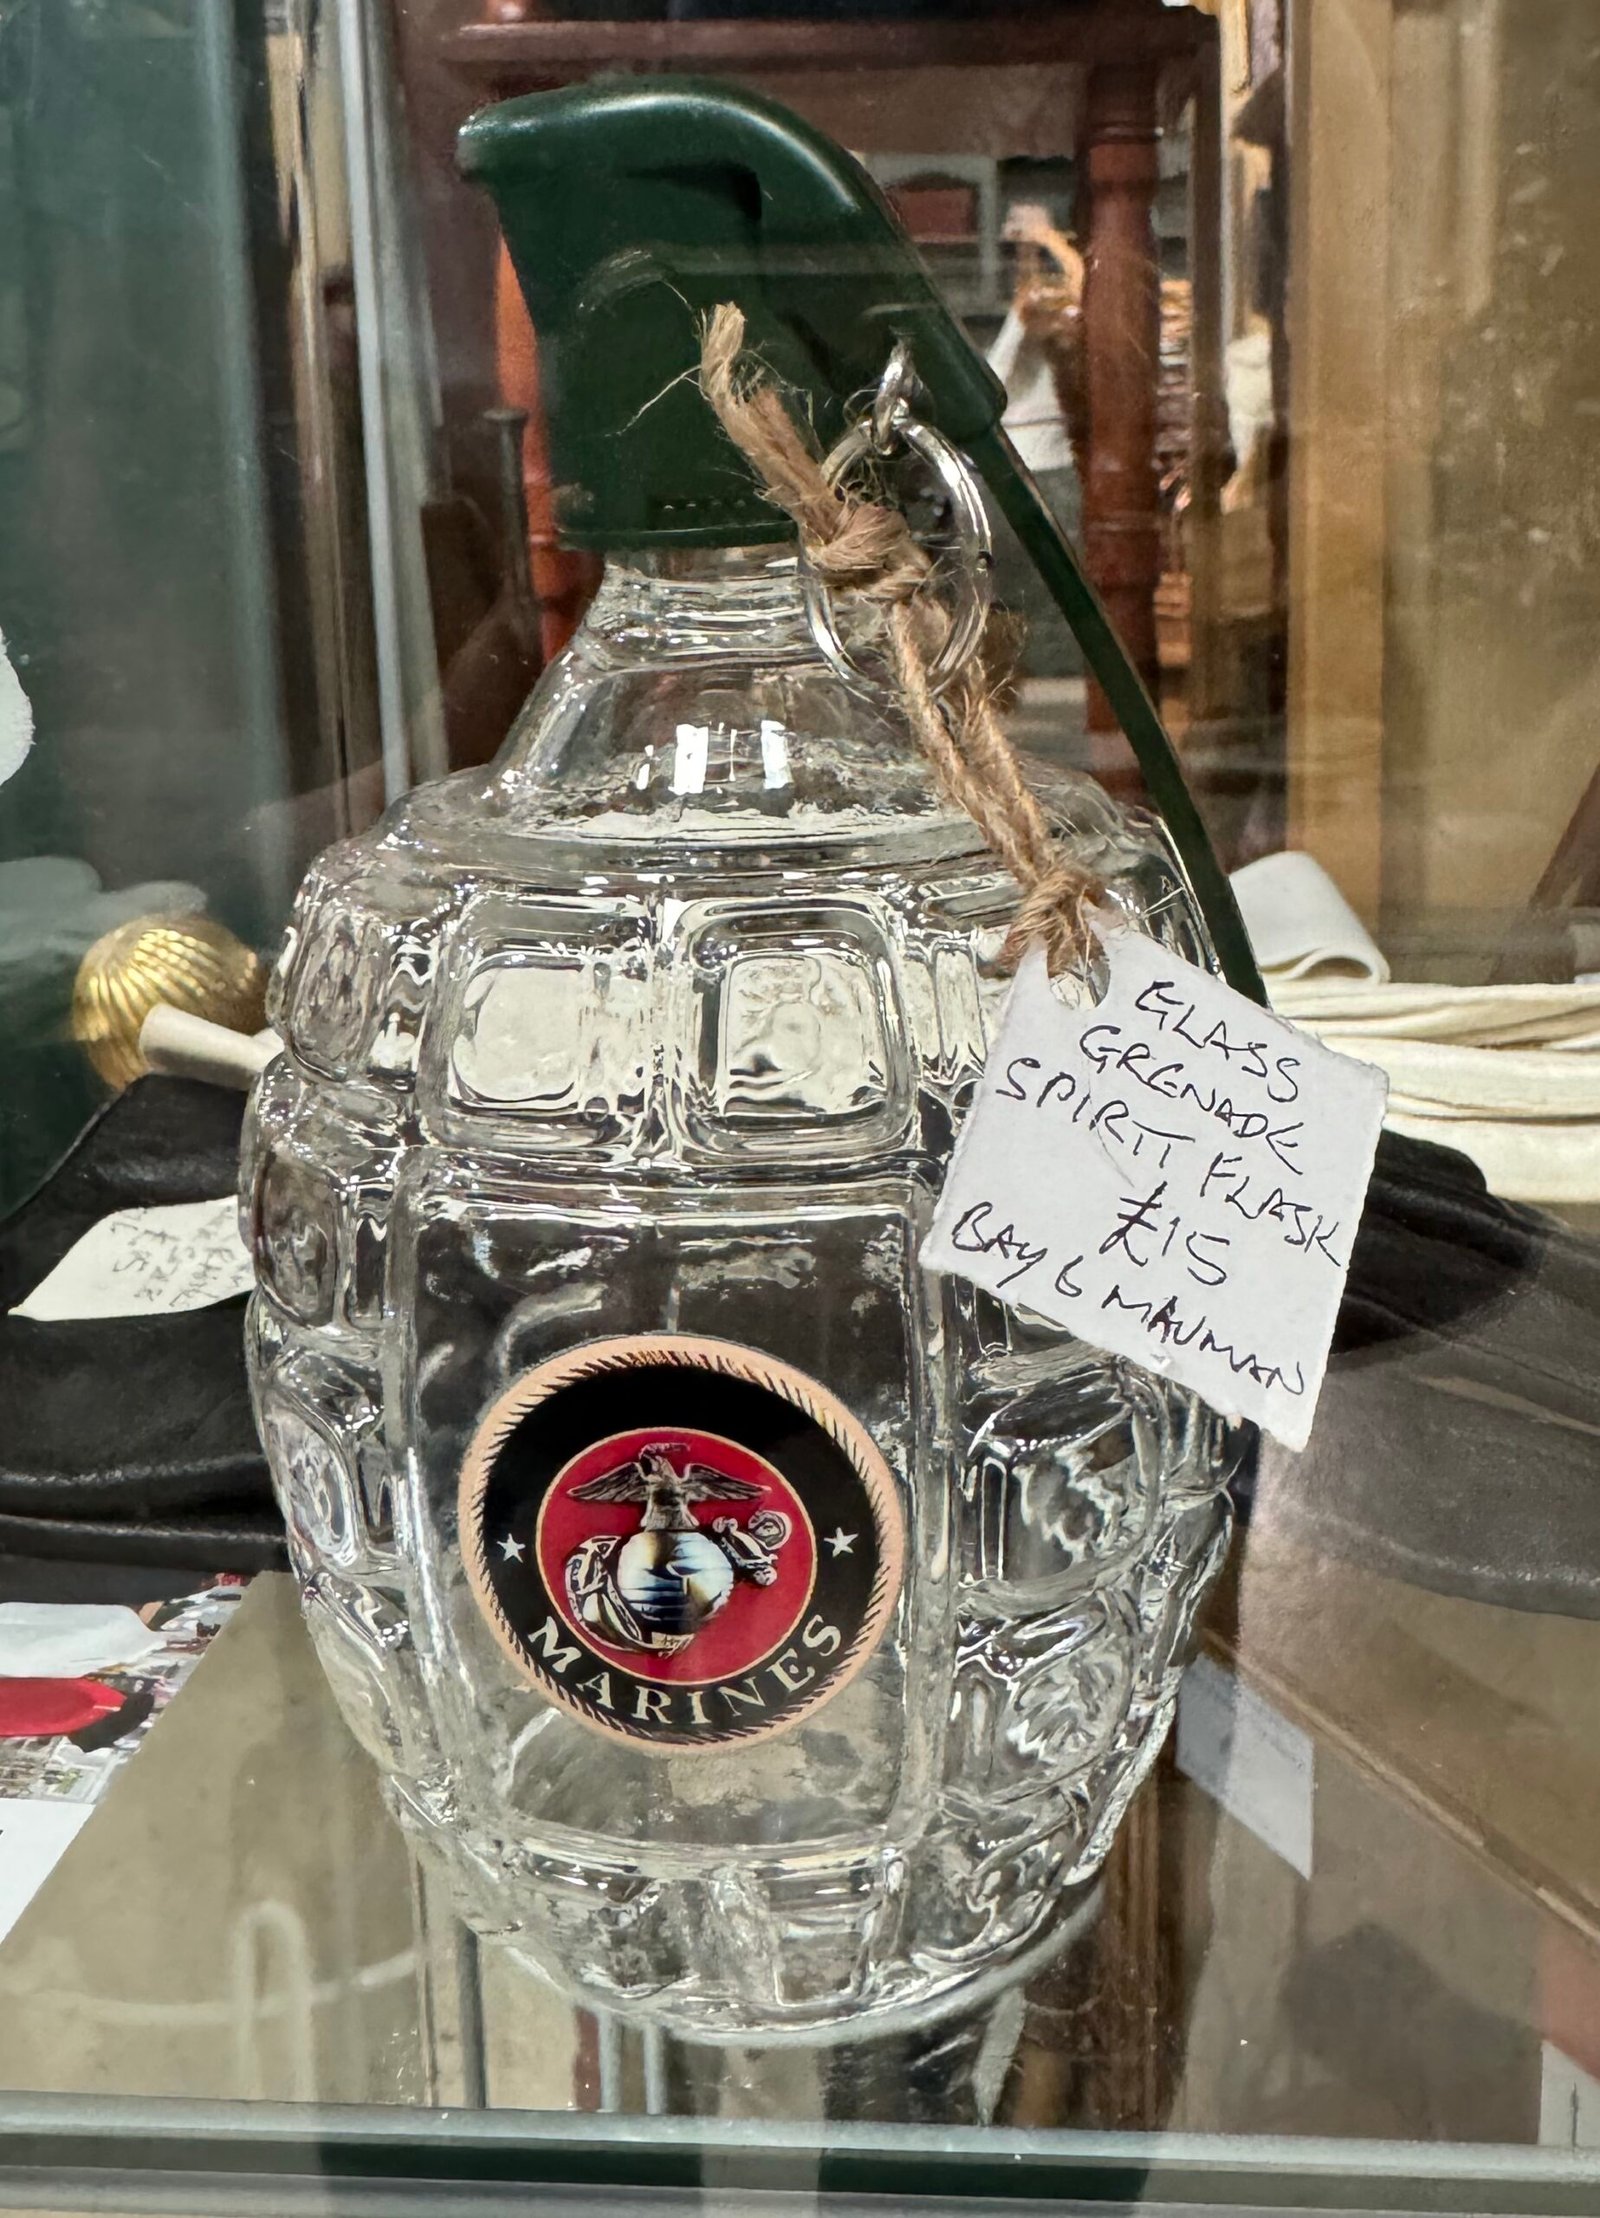 GLASS
GRENADE
SPIRIT FLASK
£15
BAY 6 MAUMAN
MARINES